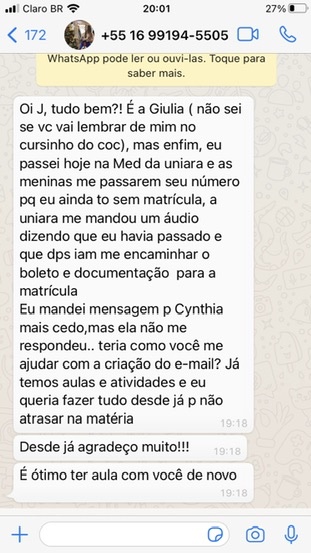 Claro BR
20:01
27%
172
+55 16 99194-5505
WhatsApp pode ler ou ouvi-las. Toque para
saber mais.
Oi J, tudo bem?! É a Giulia ( não sei
se vc vai lembrar de mim no
cursinho do coc), mas enfim, eu
passei hoje na Med da uniara e as
meninas me passarem seu número
pq eu ainda to sem matrícula, a
uniara me mandou um áudio
dizendo que eu havia passado e
que dps iam me encaminhar o
boleto e documentação para a
matrícula
Eu mandei mensagem p Cynthia
mais cedo,mas ela não me
respondeu.. teria como você me
ajudar com a criação do e-mail? Já
temos aulas e atividades e eu
queria fazer tudo desde já p não
atrasar na matéria
19:18
Desde já agradeço muito!!!
19:18
É ótimo ter aula com você de novo
19:18